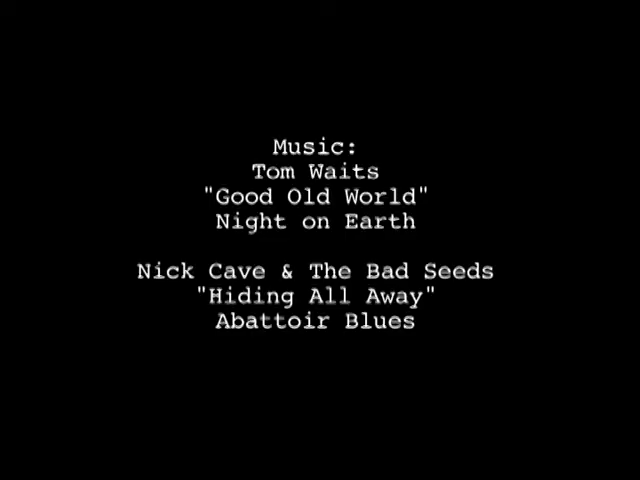 Music:
Tom Waits
"Good Old World"
Night on Earth
Nick Cave & The Bad Seeds
"Hiding All Away"
Abattoir Blues